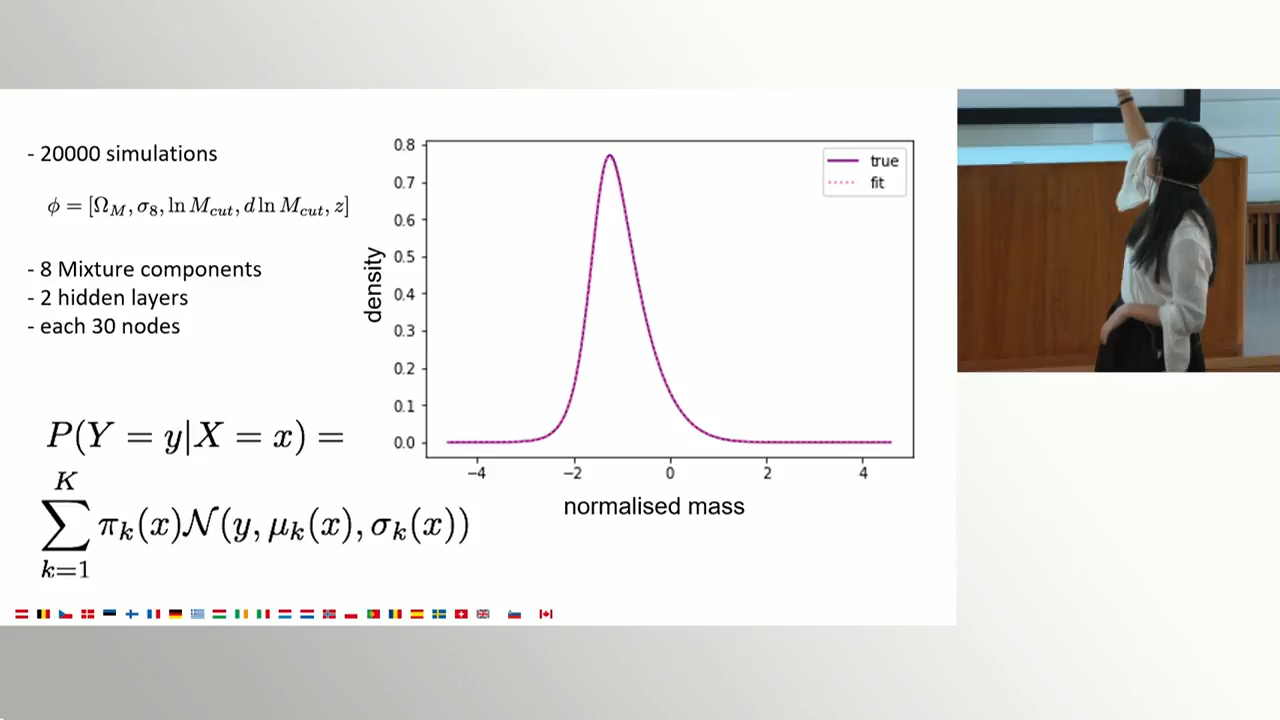 - 20000 simulations
ϕ = [Ω_M, σ_8, ln M_cut, d ln M_cut, z]
- 8 Mixture components
- 2 hidden layers
- each 30 nodes
P(Y = y|X = x) =
K
∑ π_k(x)N(y, μ_k(x), σ_k(x))
k=1
density
0.8
0.7
0.6
0.5
0.4
0.3
0.2
0.1
0.0
true
fit
−4 −2 0 2 4
normalised mass